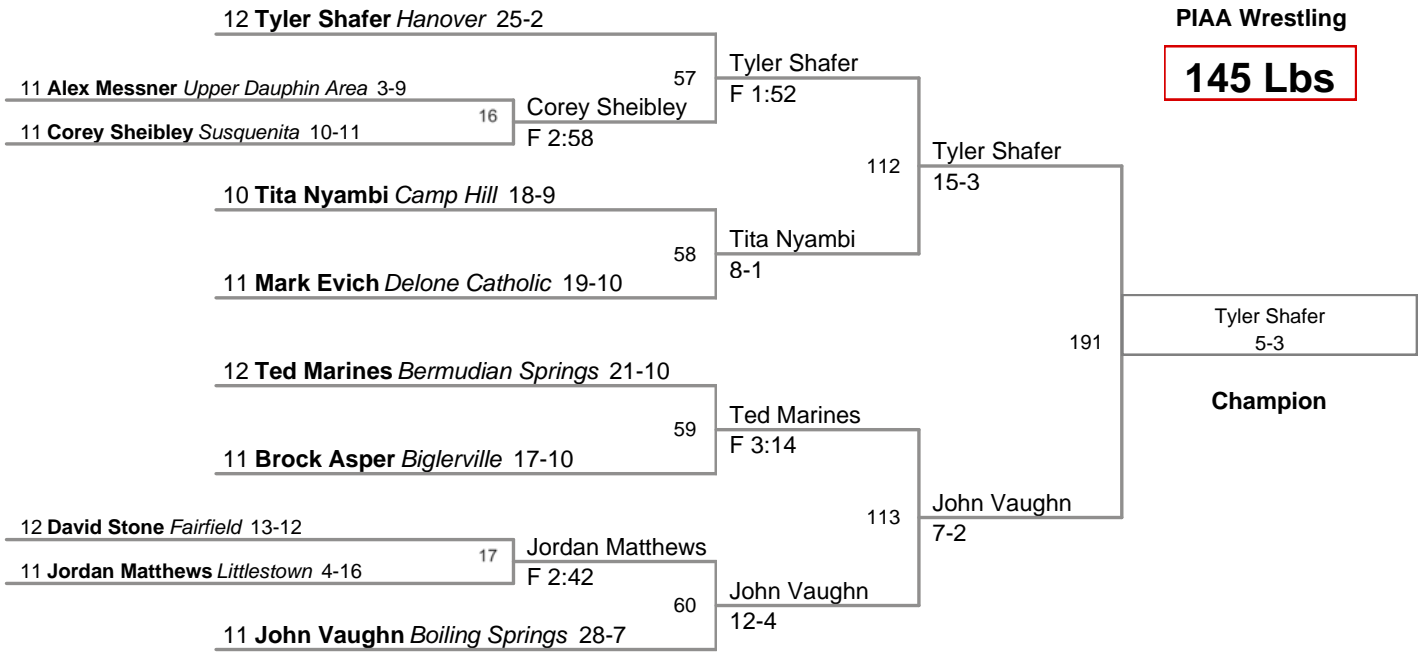 12 Tyler Shafer Hanover 25-2
PIAA Wrestling
145 Lbs
57
Tyler Shafer
F 1:52
11 Alex Messner Upper Dauphin Area 3-9
16
Corey Sheibley
F 2:58
11 Corey Sheibley Susquenita 10-11
112
Tyler Shafer
15-3
10 Tita Nyambi Camp Hill 18-9
58
Tita Nyambi
8-1
11 Mark Evich Delone Catholic 19-10
191
Tyler Shafer
5-3
Champion
12 Ted Marines Bermudian Springs 21-10
59
Ted Marines
F 3:14
11 Brock Asper Biglerville 17-10
113
John Vaughn
7-2
12 David Stone Fairfield 13-12
17
Jordan Matthews
F 2:42
11 Jordan Matthews Littlestown 4-16
60
John Vaughn
12-4
11 John Vaughn Boiling Springs 28-7